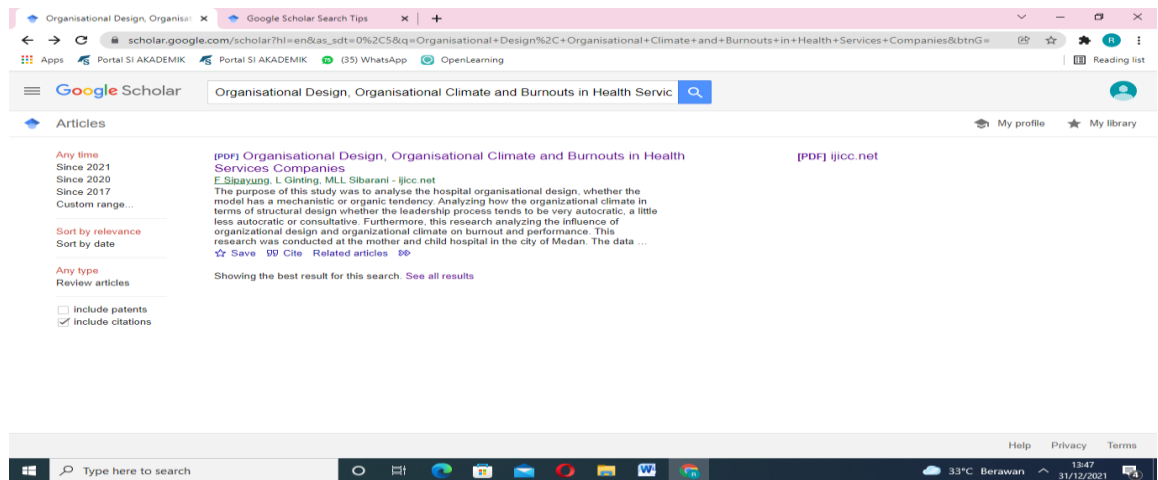 Organisational Design, Organisat
Google Scholar Search Tips
scholar.google.com/scholar?hl=en&as_sdt=0%2C5&q=Organisational+Design%2C+Organisational+Climate+and+Burnouts+in+Health+Services+Companies&btnG=
R
Apps Portal SI AKADEMIK Portal SI AKADEMIK (35) WhatsApp OpenLearning Reading list
Google Scholar
Organisational Design, Organisational Climate and Burnouts in Health Servic
Articles
My profile My library
Any time
Since 2021
Since 2020
Since 2017
Custom range...
Sort by relevance
Sort by date
Any type
Review articles
include patents
include citations
[PDF] Organisational Design, Organisational Climate and Burnouts in Health
Services Companies
F Sipayung, L Ginting, MLL Sibarani - ijicc.net
The purpose of this study was to analyse the hospital organisational design, whether the
model has a mechanistic or organic tendency. Analyzing how the organizational climate in
terms of structural design whether the leadership process tends to be very autocratic, a little
less autocratic or consultative. Furthermore, this research analyzing the influence of
organizational design and organizational climate on burnout and performance. This
research was conducted at the mother and child hospital in the city of Medan. The data ...
Save Cite Related articles
Showing the best result for this search. See all results
[PDF] ijicc.net
Help Privacy Terms
Type here to search
33°C Berawan
13:47
31/12/2021
4